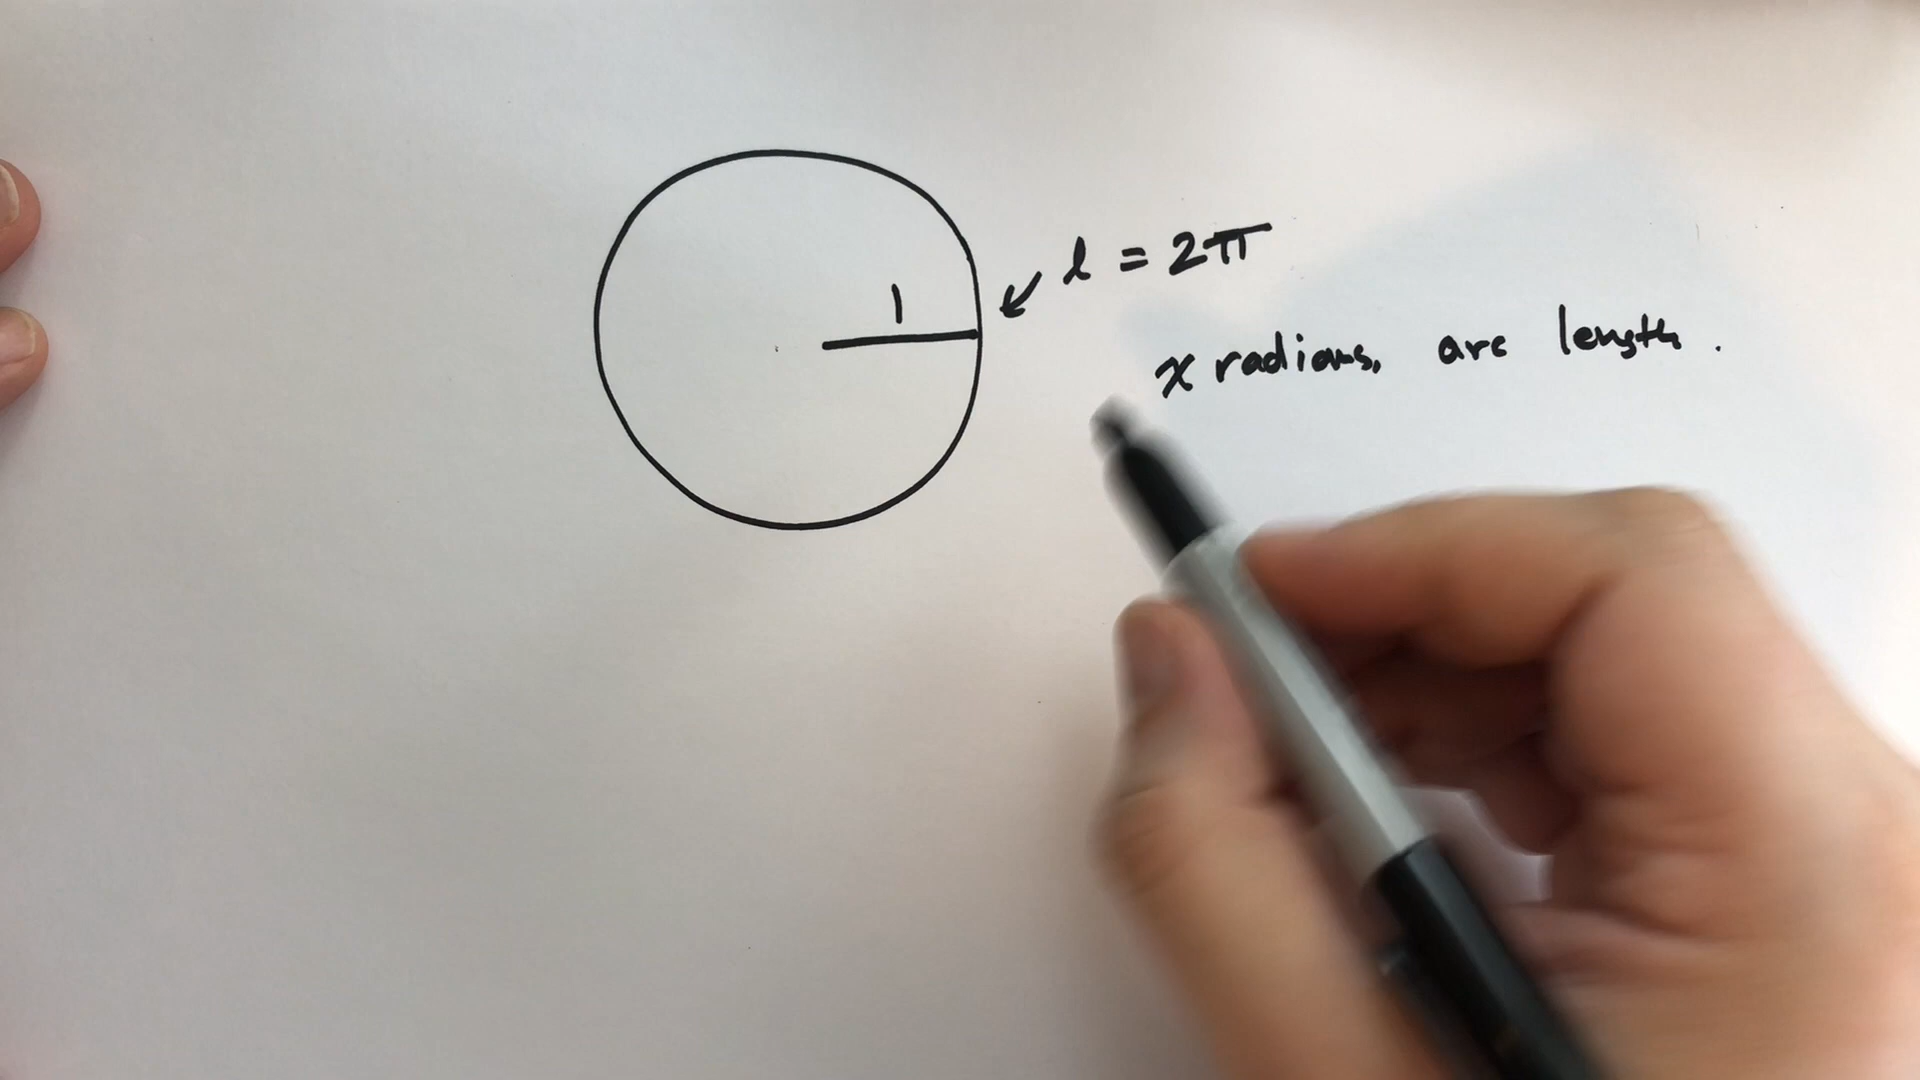 l = 2π
1
x radians, arc length.